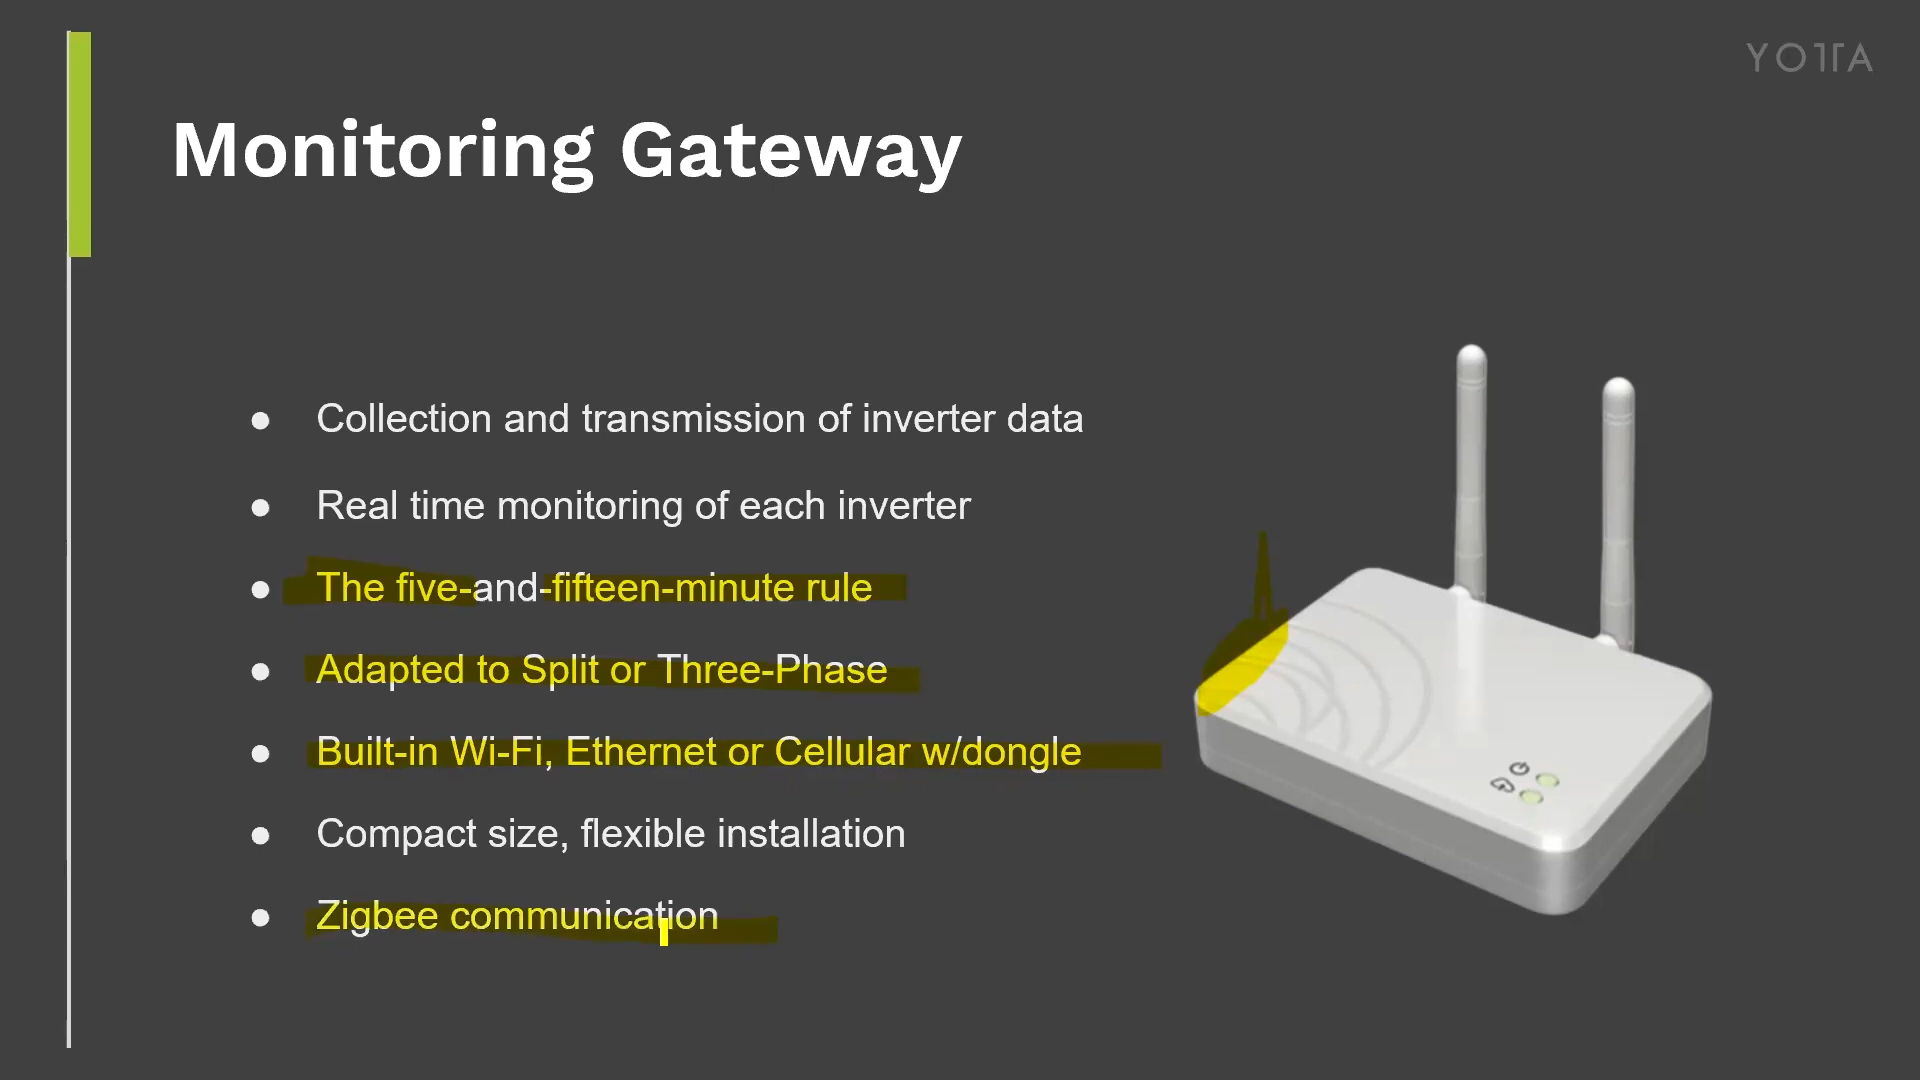 YOTTA
Monitoring Gateway
Collection and transmission of inverter data
Real time monitoring of each inverter
The five-and-fifteen-minute rule
Adapted to Split or Three-Phase
Built-in Wi-Fi, Ethernet or Cellular w/dongle
Compact size, flexible installation
Zigbee communication